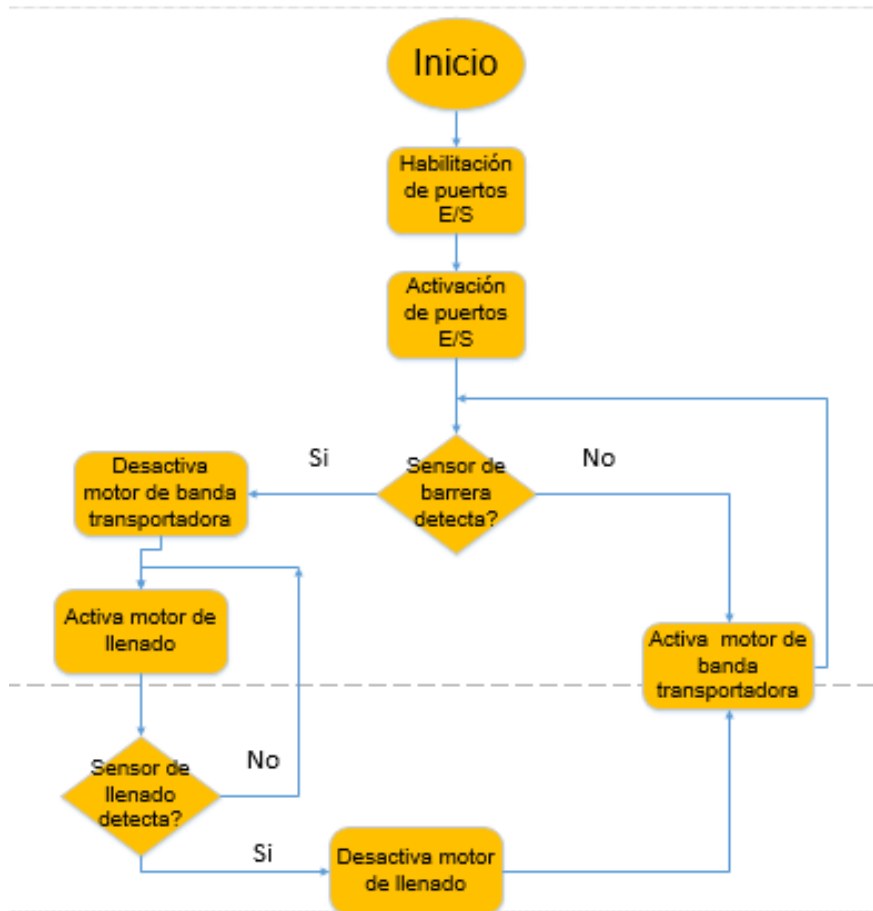 Inicio
Habilitación
de puertos
E/S
Activación
de puertos
E/S
Sensor de
barrera
detecta?
Si
No
Desactiva
motor de banda
transportadora
Activa motor de
llenado
Activa motor de
banda
transportadora
Sensor de
llenado
detecta?
No
Si
Desactiva motor
de llenado